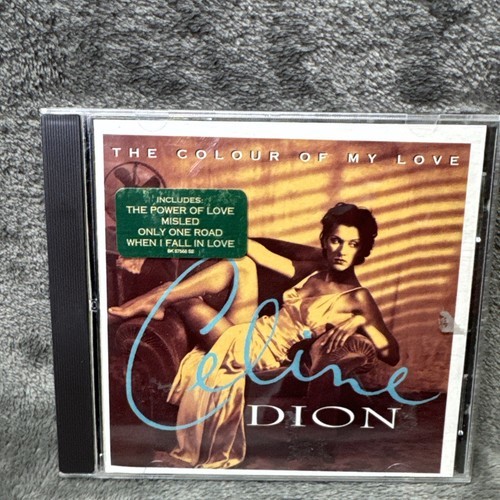 THE COLOUR OF MY LOVE
INCLUDES:
THE POWER OF LOVE
MISLED
ONLY ONE ROAD
WHEN I FALL IN LOVE
Celine
DION